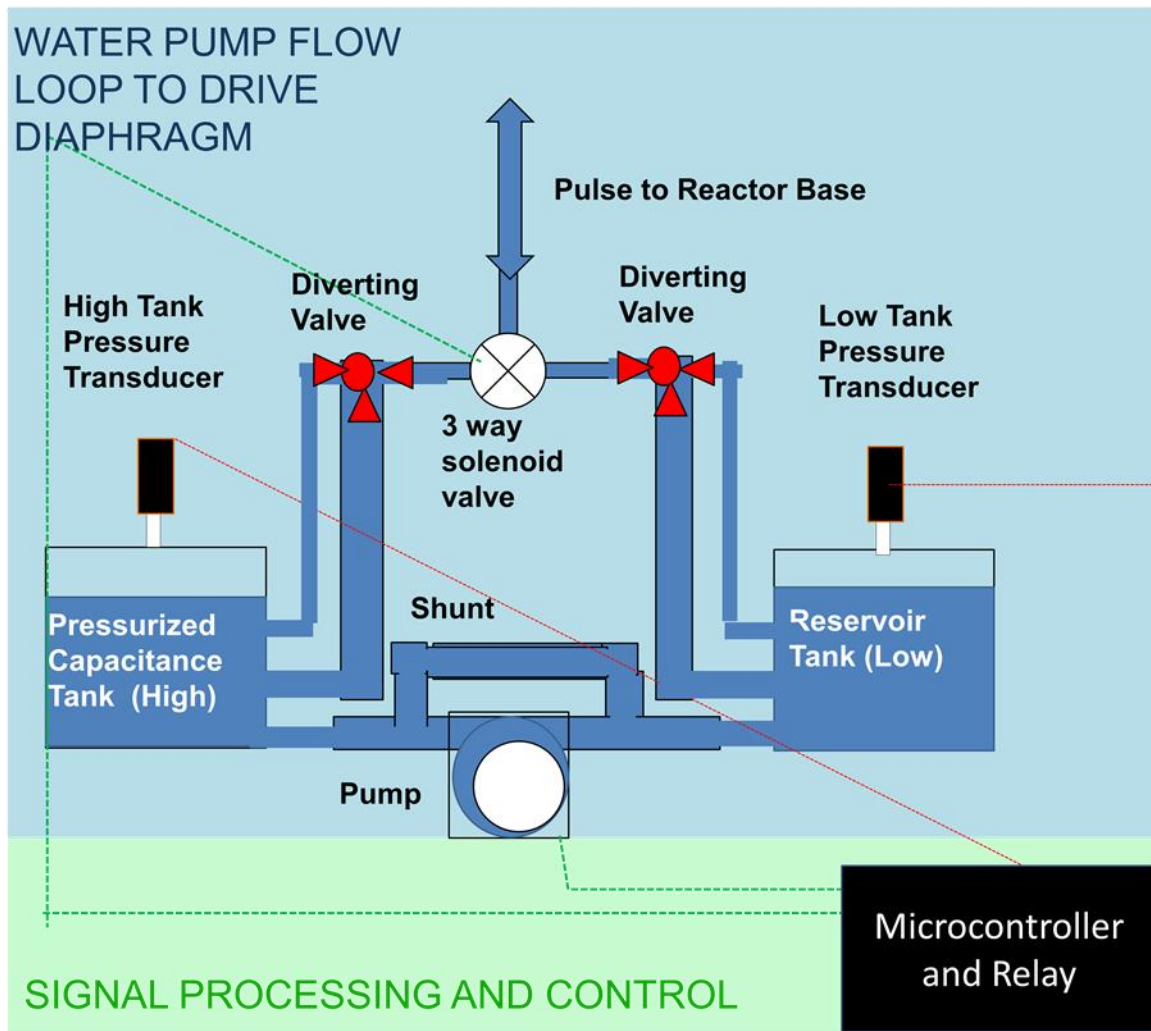 WATER PUMP FLOW
LOOP TO DRIVE
DIAPHRAGM
Pulse to Reactor Base
Diverting
Valve
Diverting
Valve
High Tank
Pressure
Transducer
Low Tank
Pressure
Transducer
3 way
solenoid
valve
Shunt
Pressurized
Capacitance
Tank (High)
Reservoir
Tank (Low)
Pump
Microcontroller
and Relay
SIGNAL PROCESSING AND CONTROL